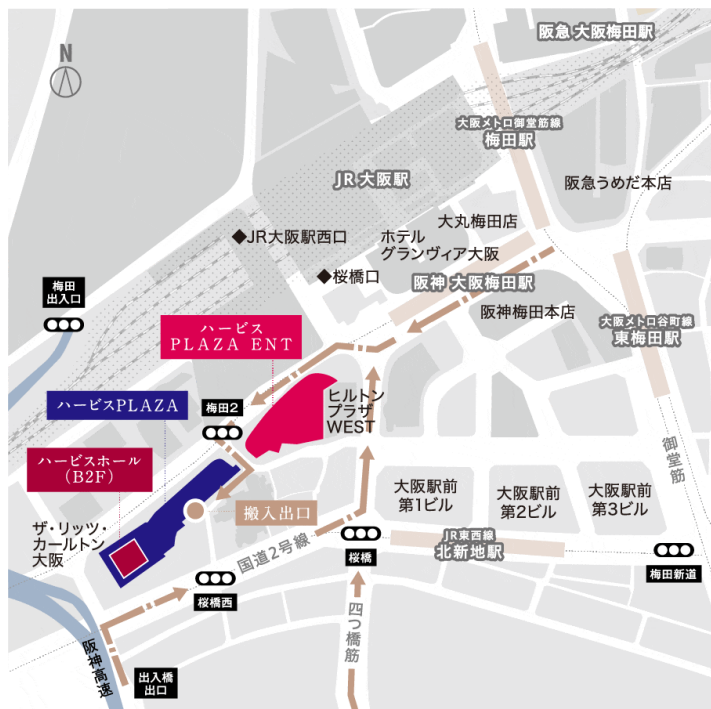 N
阪急 大阪梅田駅
大阪メトロ御堂筋線
梅田駅
JR 大阪駅
阪急うめだ本店
大丸梅田店
◆JR大阪駅西口
ホテル
グランヴィア大阪
◆桜橋口
阪神 大阪梅田駅
梅田
出入口
阪神梅田本店
大阪メトロ谷町線
東梅田駅
ハービス
PLAZA ENT
ハービスPLAZA
梅田2
ヒルトン
プラザ
WEST
ハービスホール
(B2F)
御堂筋
大阪駅前
第1ビル
大阪駅前
第2ビル
大阪駅前
第3ビル
搬入出口
ザ・リッツ・
カールトン
大阪
国道2号線
桜橋
JR東西線
北新地駅
梅田新道
桜橋西
四つ橋筋
阪神高速
出入橋
出口